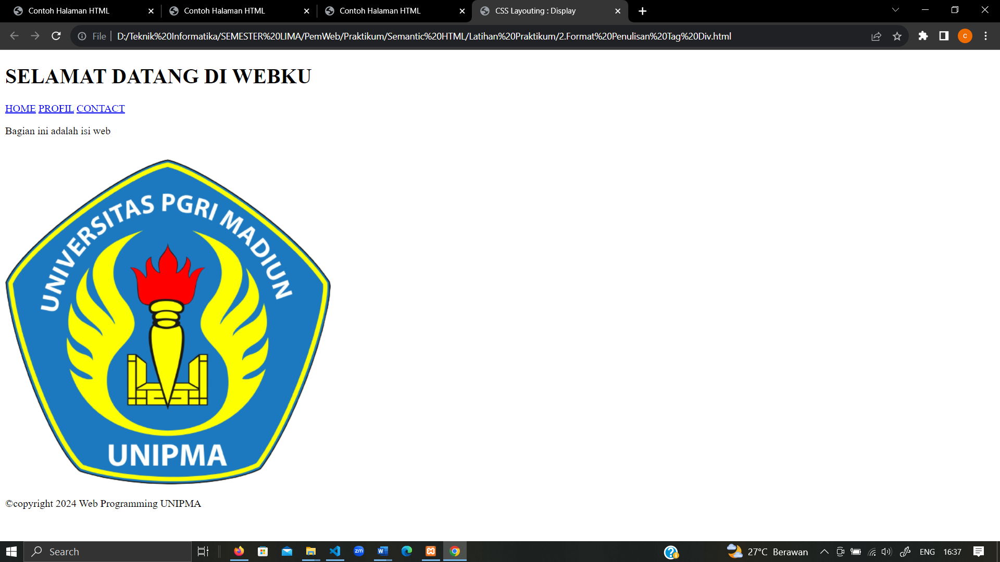 Contoh Halaman HTML
Contoh Halaman HTML
Contoh Halaman HTML
CSS Layouting : Display
File
D:/Teknik%20Informatika/SEMESTER%20LIMA/PemWeb/Praktikum/Semantic%20HTML/Latihan%20Praktikum/2.Format%20Penulisan%20Tag%20Div.html
c
SELAMAT DATANG DI WEBKU
HOME PROFIL CONTACT
Bagian ini adalah isi web
UNIVERSITAS PGRI MADIUN
UNIPMA
©copyright 2024 Web Programming UNIPMA
Search
zm
W
27°C Berawan
ENG
16:37